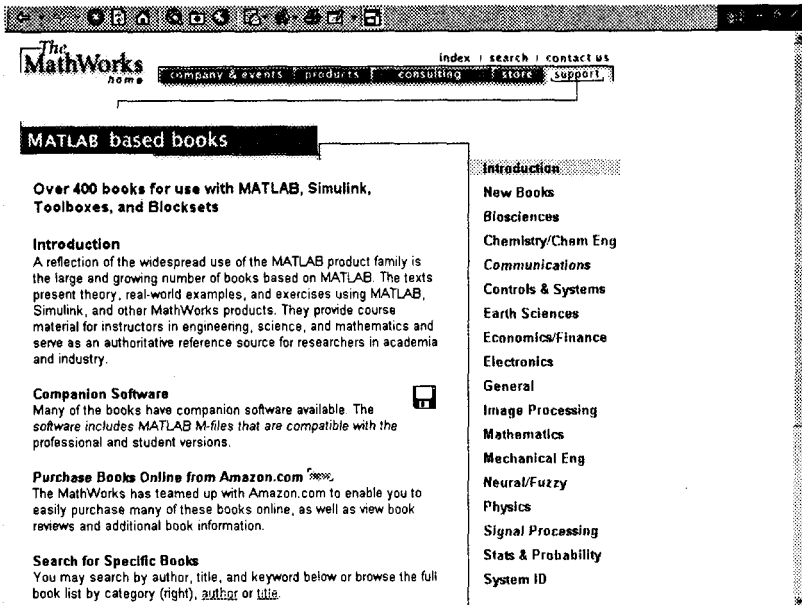 The
MathWorks
home
index | search | contact us
company & events | products | consulting | store | support
MATLAB based books
Over 400 books for use with MATLAB, Simulink,
Toolboxes, and Blocksets
Introduction
A reflection of the widespread use of the MATLAB product family is
the large and growing number of books based on MATLAB. The texts
present theory, real-world examples, and exercises using MATLAB,
Simulink, and other MathWorks products. They provide course
material for instructors in engineering, science, and mathematics and
serve as an authoritative reference source for researchers in academia
and industry.
Companion Software
Many of the books have companion software available. The
software includes MATLAB M-files that are compatible with the
professional and student versions.
Purchase Books Online from Amazon.com
The MathWorks has teamed up with Amazon.com to enable you to
easily purchase many of these books online, as well as view book
reviews and additional book information.
Search for Specific Books
You may search by author, title, and keyword below or browse the full
book list by category (right), author or title.
Introduction
New Books
Biosciences
Chemistry/Chem Eng
Communications
Controls & Systems
Earth Sciences
Economics/Finance
Electronics
General
Image Processing
Mathematics
Mechanical Eng
Neural/Fuzzy
Physics
Signal Processing
Stats & Probability
System ID